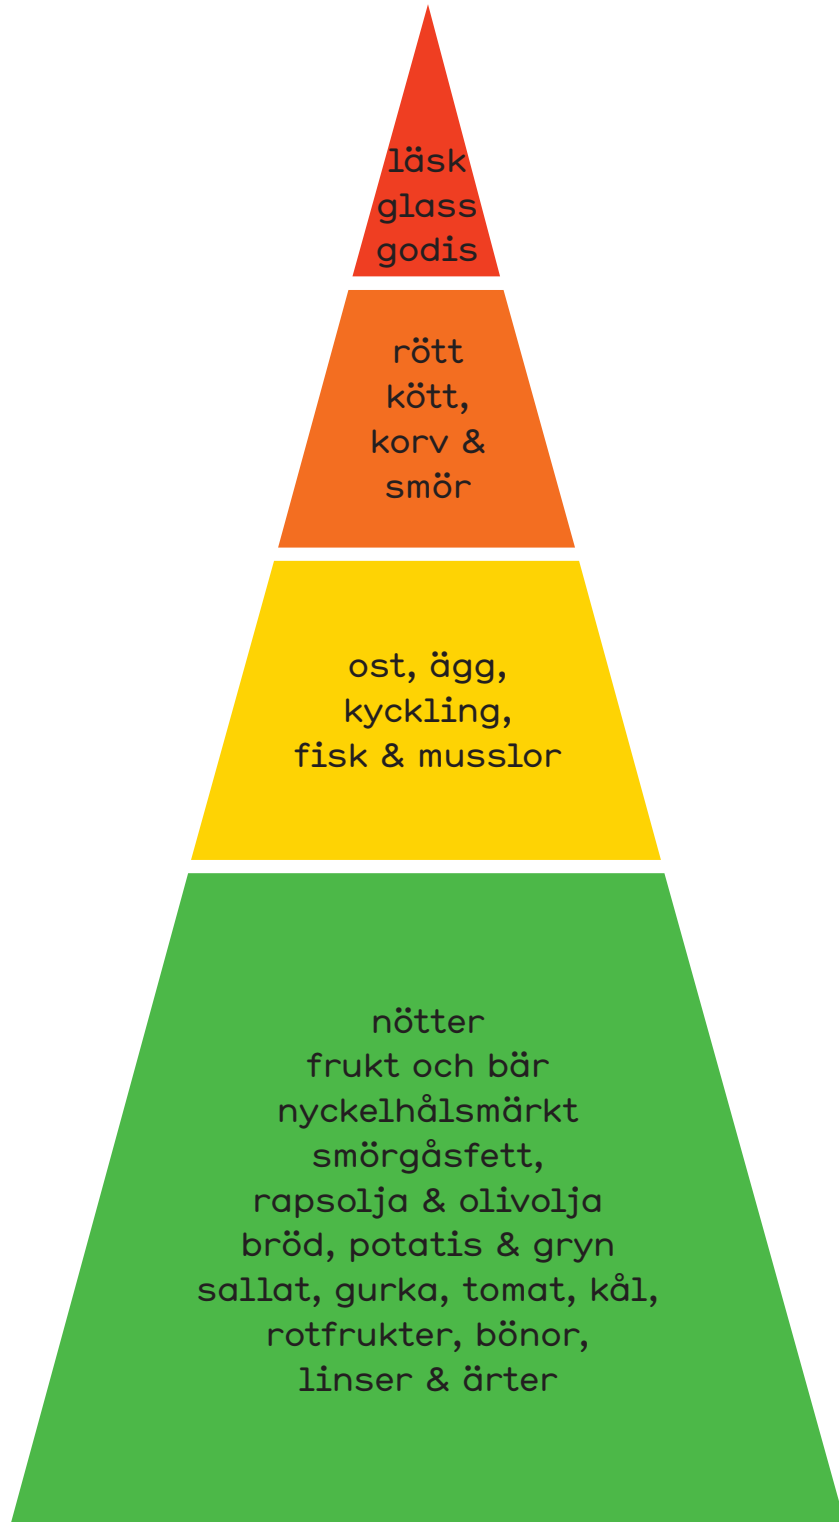 läsk
glass
godis
rött
kött,
korv &
smör
ost, ägg,
kyckling,
fisk & musslor
nötter
frukt och bär
nyckelhålsmärkt
smörgåsfett,
rapsolja & olivolja
bröd, potatis & gryn
sallat, gurka, tomat, kål,
rotfrukter, bönor,
linser & ärter